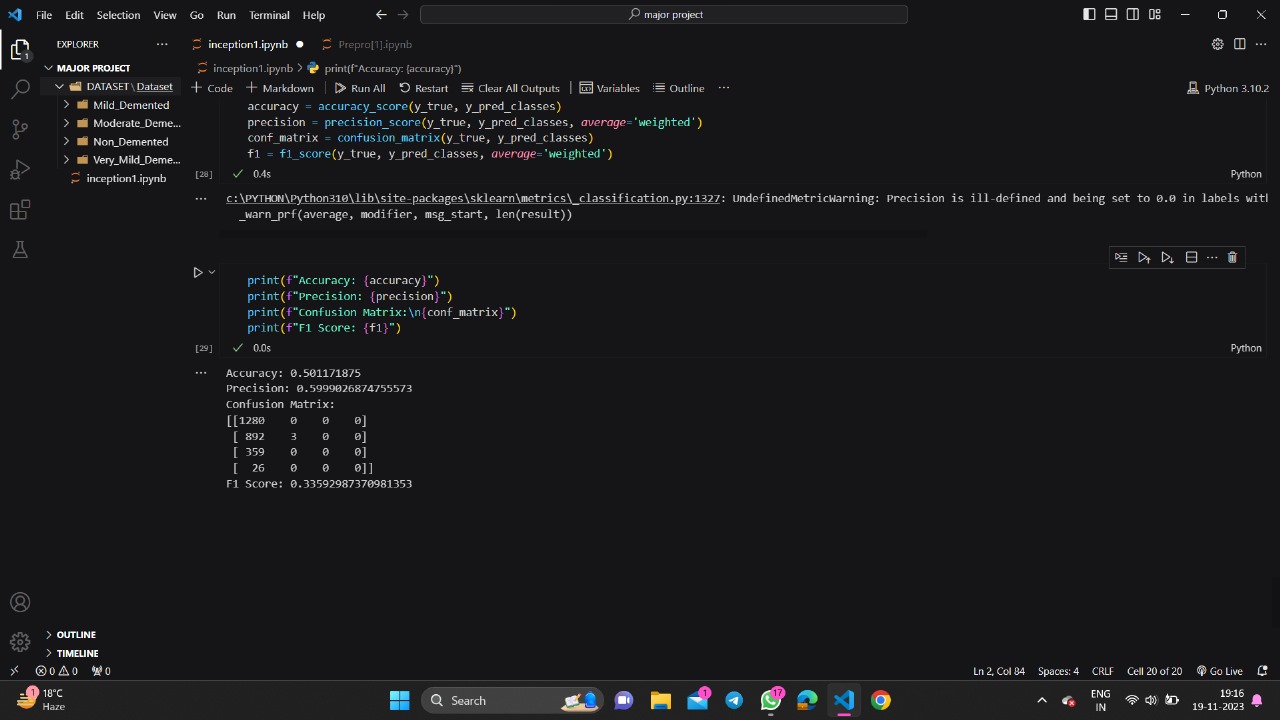 File Edit Selection View Go Run Terminal Help
major project
EXPLORER
inception1.ipynb
Prepro[1].ipynb
1
MAJOR PROJECT
inception1.ipynb > print(f"Accuracy: {accuracy}")
DATASET \ Dataset
Mild_Demented
Moderate_Deme...
Non_Demented
Very_Mild_Deme...
inception1.ipynb
+ Code + Markdown Run All Restart Clear All Outputs Variables Outline ...
Python 3.10.2
accuracy = accuracy_score(y_true, y_pred_classes)
precision = precision_score(y_true, y_pred_classes, average='weighted')
conf_matrix = confusion_matrix(y_true, y_pred_classes)
f1 = f1_score(y_true, y_pred_classes, average='weighted')
[28] 0.4s Python
c:\PYTHON\Python310\lib\site-packages\sklearn\metrics\_classification.py:1327: UndefinedMetricWarning: Precision is ill-defined and being set to 0.0 in labels with
_warn_prf(average, modifier, msg_start, len(result))
print(f"Accuracy: {accuracy}")
print(f"Precision: {precision}")
print(f"Confusion Matrix:\n{conf_matrix}")
print(f"F1 Score: {f1}")
[29] 0.0s Python
Accuracy: 0.501171875
Precision: 0.5999026874755573
Confusion Matrix:
[[1280 0 0 0]
[ 892 3 0 0]
[ 359 0 0 0]
[ 26 0 0 0]]
F1 Score: 0.33592987370981353
OUTLINE
TIMELINE
0 0 0
Ln 2, Col 84 Spaces: 4 CRLF Cell 20 of 20 Go Live
1
18°C
Haze
Search
1
17
ENG
IN
19:16
19-11-2023